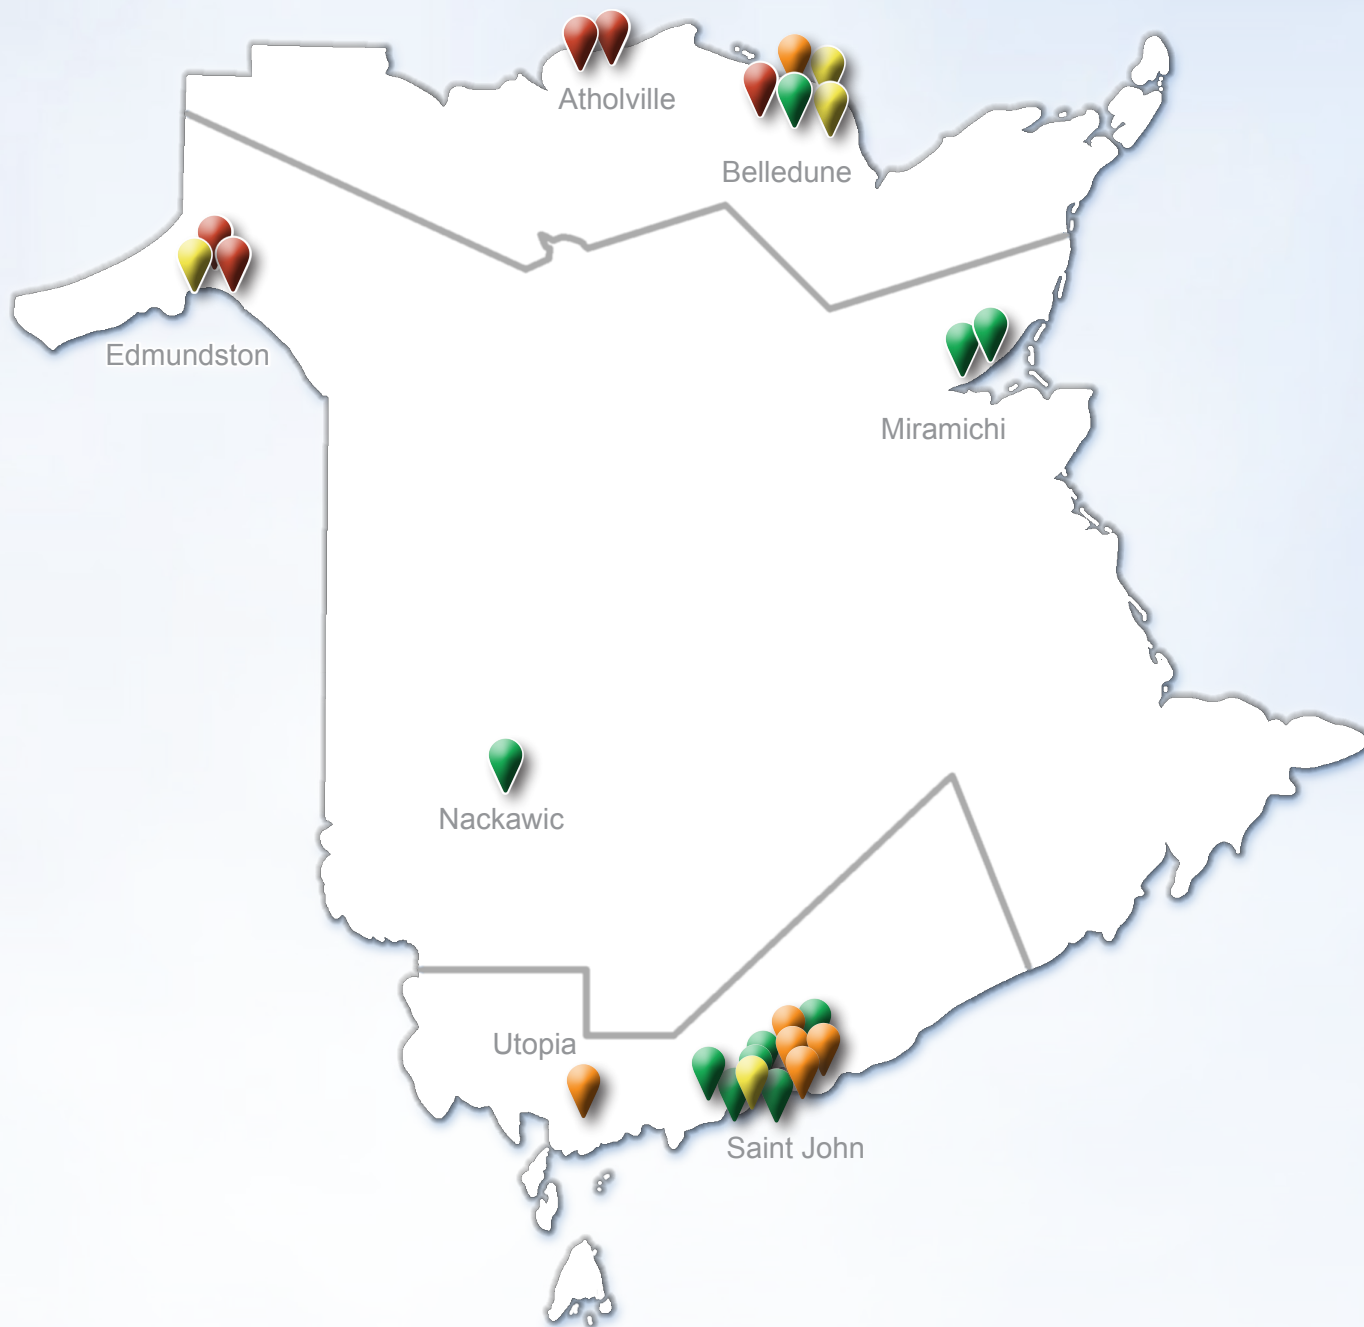 Atholville
Belledune
Edmundston
Miramichi
Nackawic
Utopia
Saint John